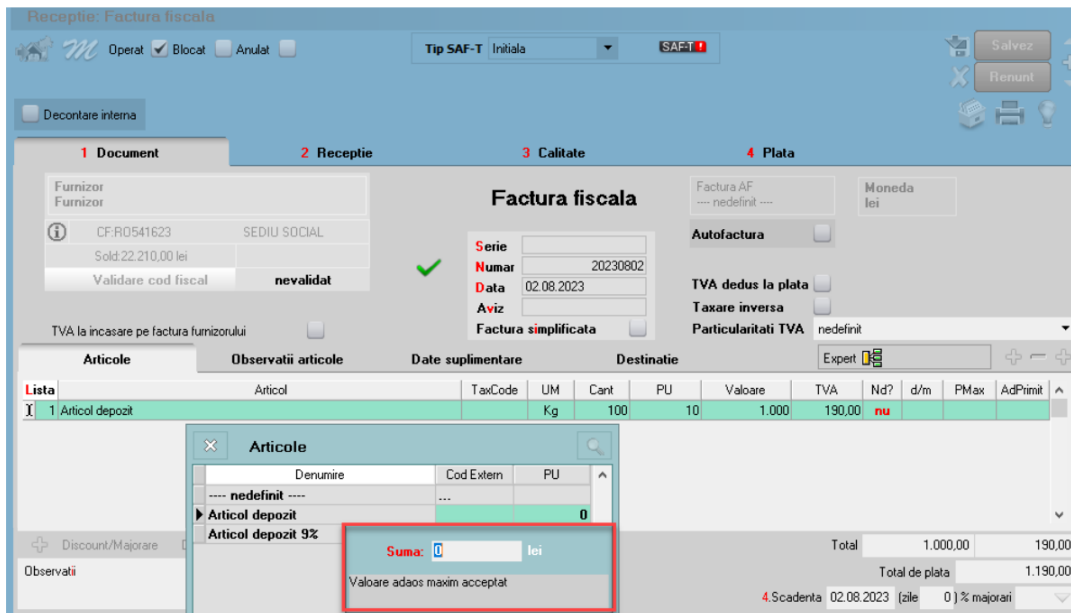 Receptie: Factura fiscala
Operat Blocat Anulat Tip SAF-T Initiala SAF-T ! Salvez
Renunt
Decontare interna
1 Document 2 Receptie 3 Calitate 4 Plata
Furnizor
Furnizor
Factura fiscala
Factura AF
---- nedefinit ----
Moneda
lei
CF:RO541623 SEDIU SOCIAL
Autofactura
Sold:22.210,00 lei
Serie
Validare cod fiscal nevalidat
Numar 20230802
Data 02.08.2023
TVA dedus la plata
Aviz
Taxare inversa
TVA la incasare pe factura furnizorului
Factura simplificata
Particularitati TVA nedefinit
Articole Observatii articole Date suplimentare Destinatie Expert
Lista Articol TaxCode UM Cant PU Valoare TVA Nd? d/m PMax AdPrimit
1 Articol depozit Kg 100 10 1.000 190,00 nu
Articole
Denumire Cod Extern PU
---- nedefinit ---- ...
Articol depozit 0
Articol depozit 9%
Suma: 0 lei
Valoare adaos maxim acceptat
Discount/Majorare
Total 1.000,00 190,00
Observatii
Total de plata 1.190,00
4.Scadenta 02.08.2023 (zile 0 ) % majorari